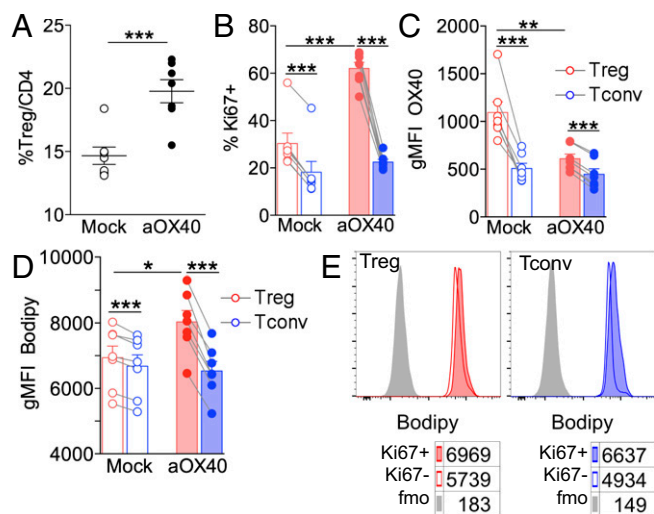 A
%Treg/CD4
25
20
15
10
***
Mock aOX40
B
% Ki67+
80
60
40
20
0
*** ***
***
Mock aOX40
C
gMFI OX40
2000
1500
1000
500
0
**
***
***
Treg
Tconv
Mock aOX40
D
gMFI Bodipy
10000
8000
6000
4000
* ***
***
Treg
Tconv
Mock aOX40
E
Treg
Tconv
Bodipy Bodipy
Ki67+ 6969 Ki67+ 6637
Ki67- 5739 Ki67- 4934
fmo 183 fmo 149